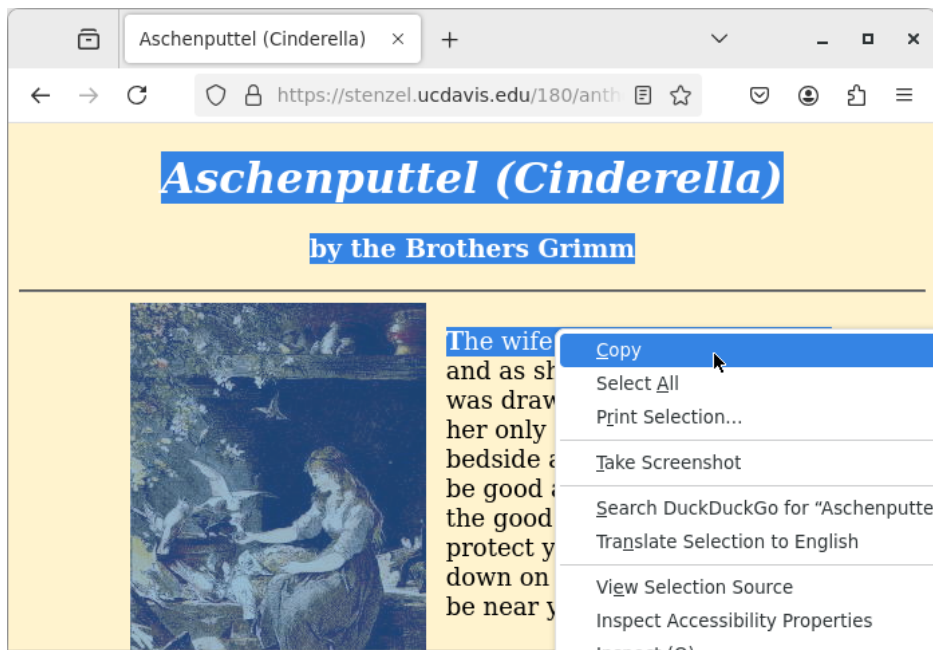 Aschenputtel (Cinderella)
https://stenzel.ucdavis.edu/180/anth
Aschenputtel (Cinderella)
by the Brothers Grimm
The wife
and as sh
was draw
her only
bedside a
be good a
the good
protect y
down on
be near y
Copy
Select All
Print Selection...
Take Screenshot
Search DuckDuckGo for “Aschenputte
Translate Selection to English
View Selection Source
Inspect Accessibility Properties
Inspect (Q)